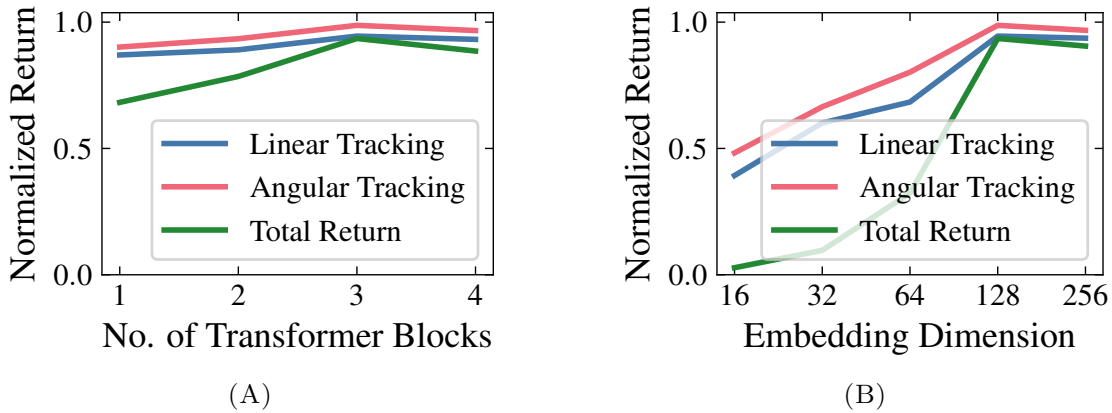 Normalized Return
1.0
0.5
0.0
Linear Tracking
Angular Tracking
Total Return
1 2 3 4
No. of Transformer Blocks
(A)
Normalized Return
1.0
0.5
0.0
Linear Tracking
Angular Tracking
Total Return
16 32 64 128 256
Embedding Dimension
(B)